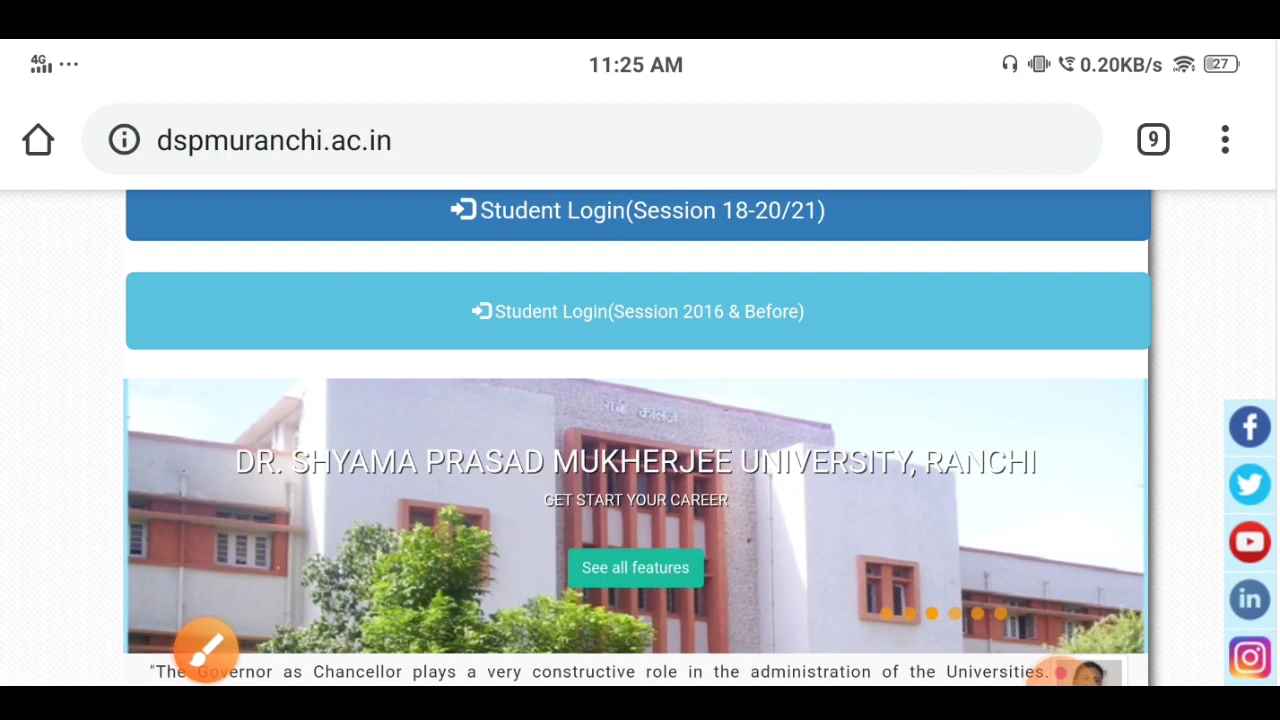 4G 11:25 AM 0.20KB/s 27
dspmuranchi.ac.in 9
Student Login(Session 18-20/21)
Student Login(Session 2016 & Before)
कॉलेज
DR. SHYAMA PRASAD MUKHERJEE UNIVERSITY, RANCHI
GET START YOUR CAREER
See all features
"The Governor as Chancellor plays a very constructive role in the administration of the Universities.